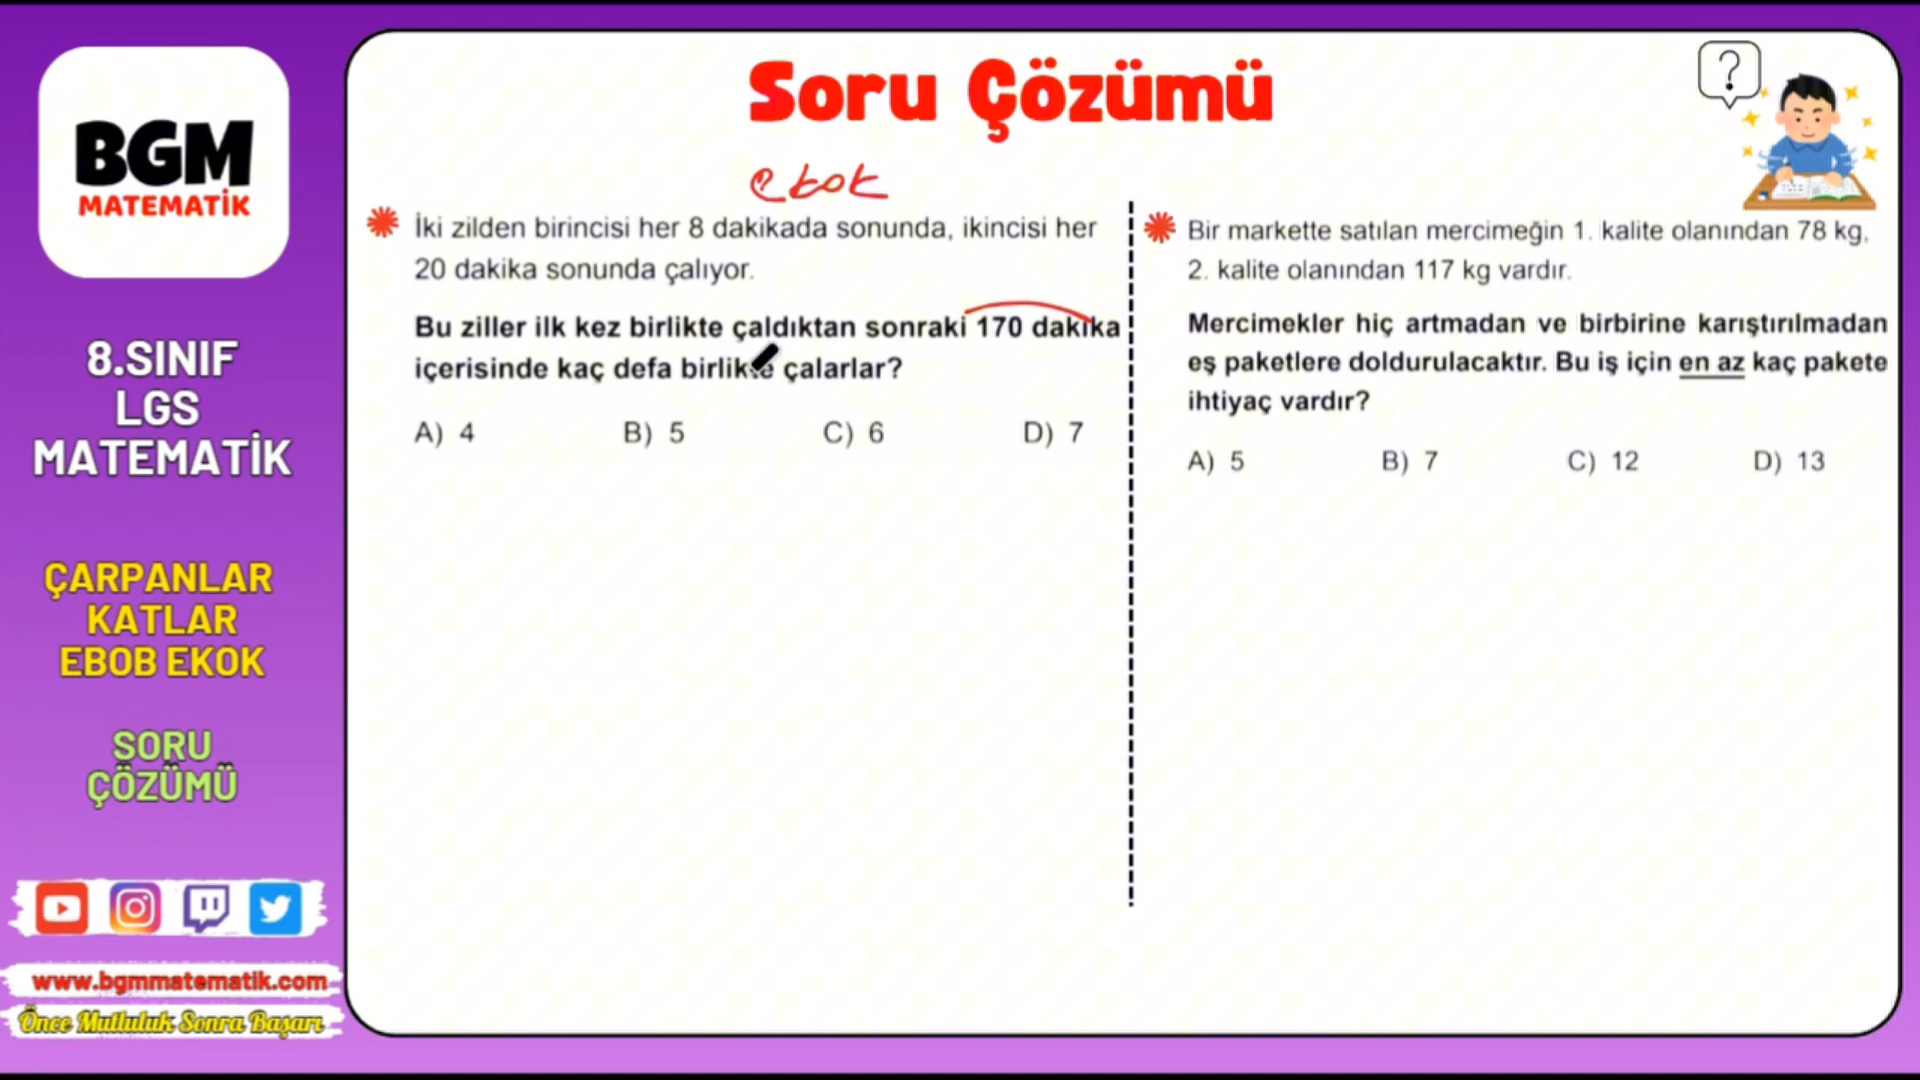 BGM
MATEMATİK
8.SINIF
LGS
MATEMATİK
ÇARPANLAR
KATLAR
EBOB EKOK
SORU
ÇÖZÜMÜ
www.bgmmatematik.com
Önce Mutluluk Sonra Başarı
Soru Çözümü
?
ekok
İki zilden birincisi her 8 dakikada sonunda, ikincisi her
20 dakika sonunda çalıyor.
Bu ziller ilk kez birlikte çaldıktan sonraki 170 dakika
içerisinde kaç defa birlikte çalarlar?
A) 4 B) 5 C) 6 D) 7
Bir markette satılan mercimeğin 1. kalite olanından 78 kg,
2. kalite olanından 117 kg vardır.
Mercimekler hiç artmadan ve birbirine karıştırılmadan
eş paketlere doldurulacaktır. Bu iş için en az kaç pakete
ihtiyaç vardır?
A) 5 B) 7 C) 12 D) 13